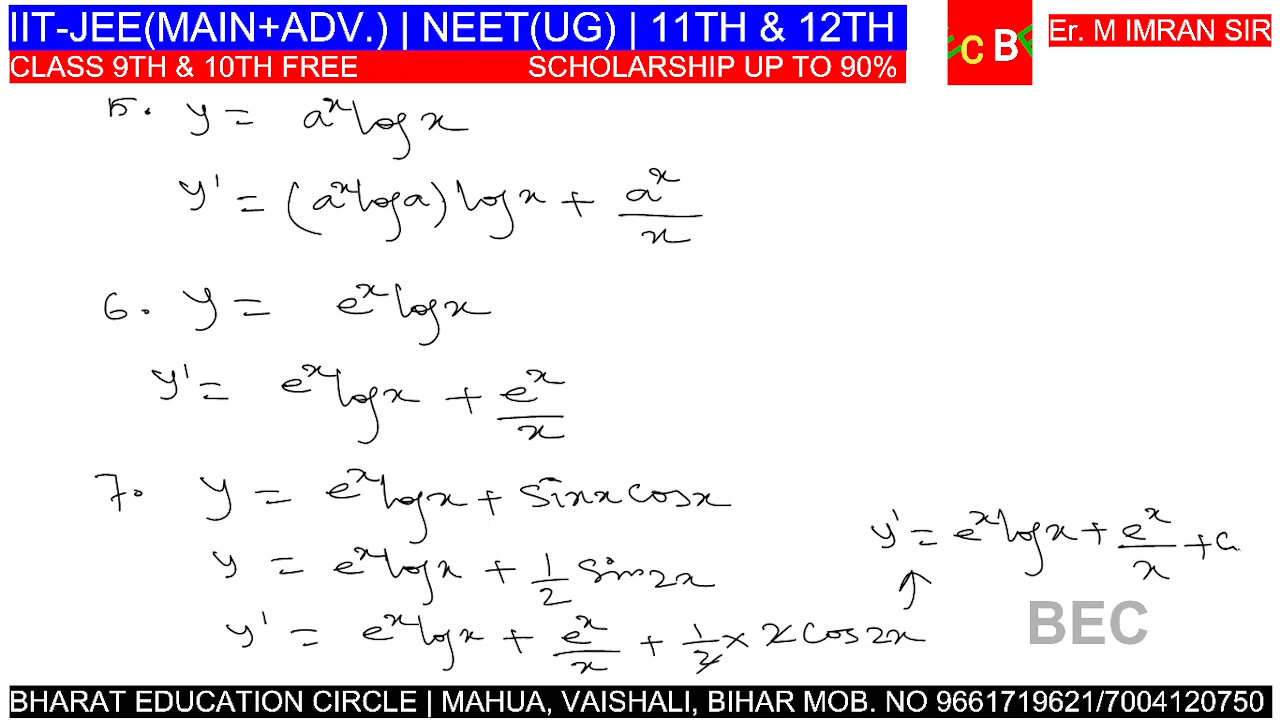 IIT-JEE(MAIN+ADV.) | NEET(UG) | 11TH & 12TH
CLASS 9TH & 10TH FREE SCHOLARSHIP UP TO 90%
CBE
Er. M IMRAN SIR
5. y = a^x log x
y' = (a^x log a) log x + a^x/x
6. y = e^x log x
y' = e^x log x + e^x/x
7. y = e^x log x + sin x cos x
y = e^x log x + 1/2 sin 2x
y' = e^x log x + e^x/x + 1/2 × 2 cos 2x
y' = e^x log x + e^x/x +
↑
BEC
BHARAT EDUCATION CIRCLE | MAHUA, VAISHALI, BIHAR MOB. NO 9661719621/7004120750